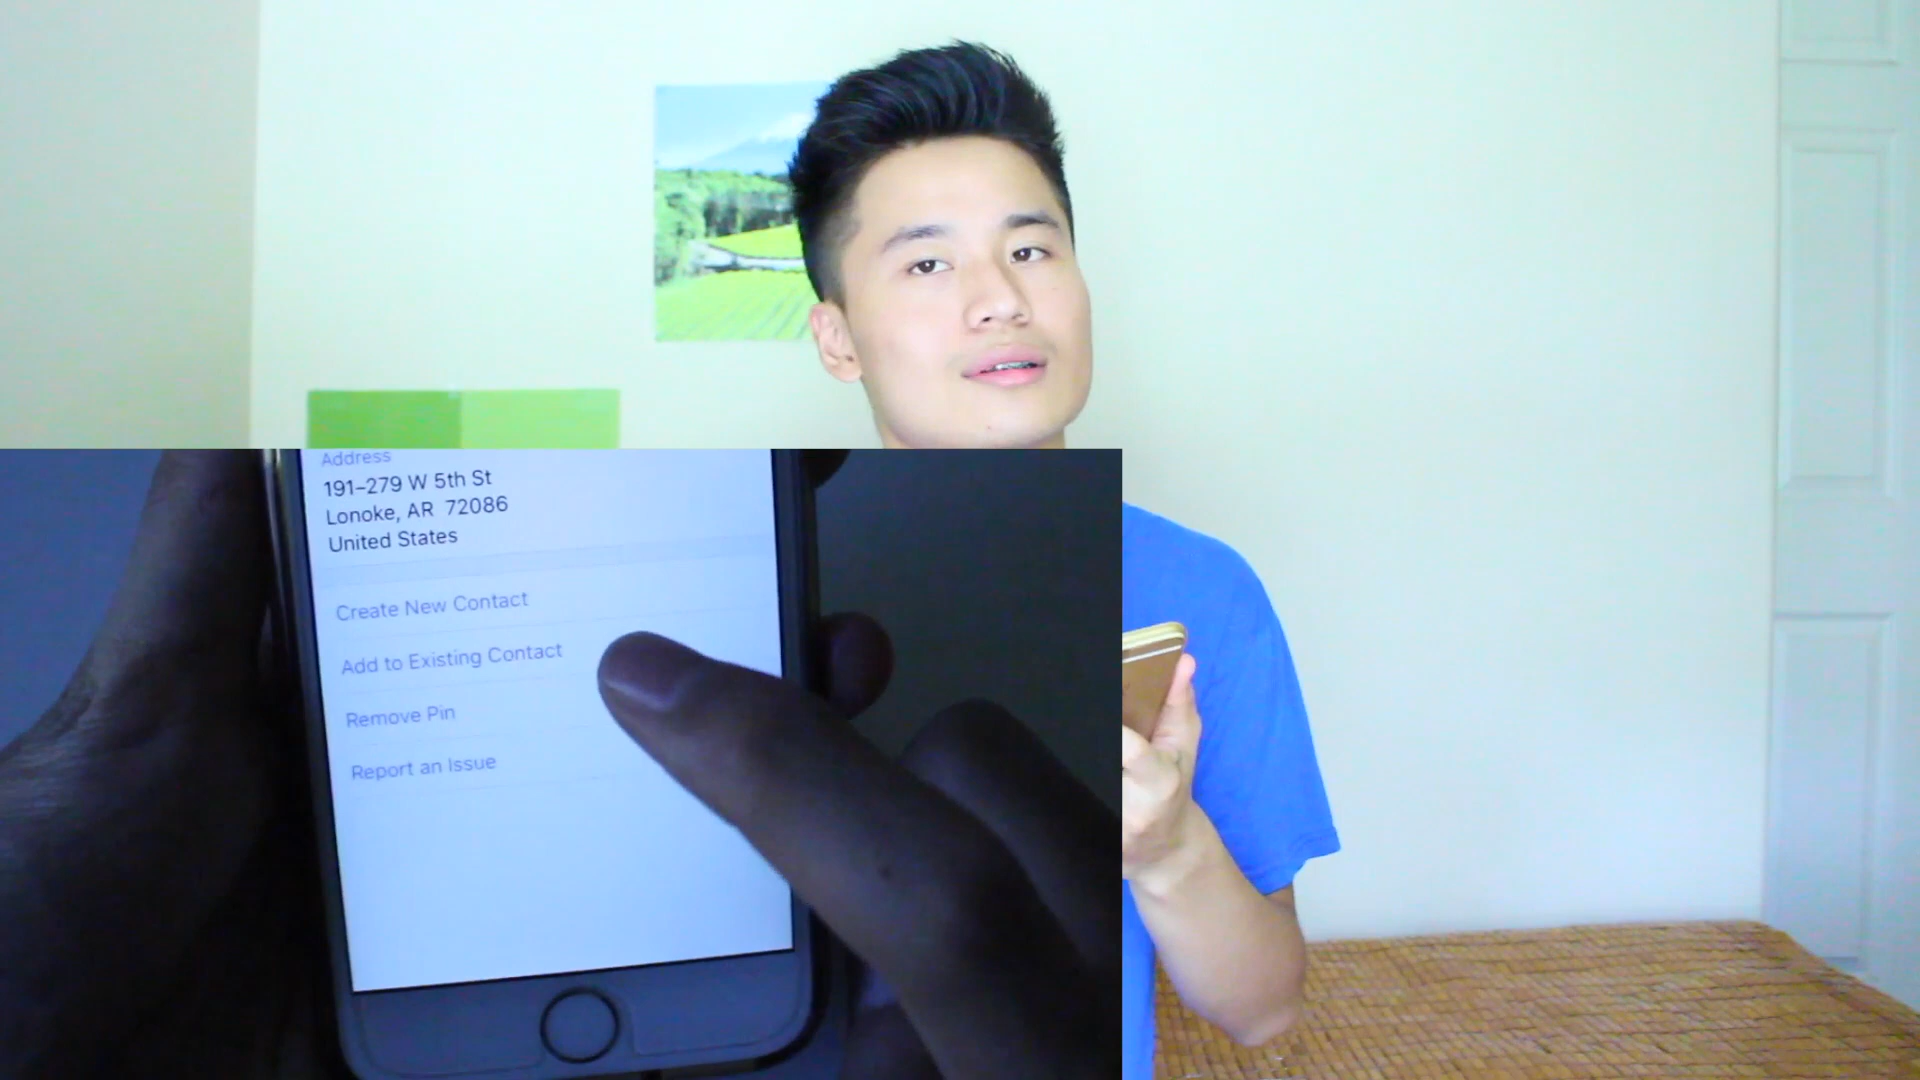 Address
191–279 W 5th St
Lonoke, AR 72086
United States
Create New Contact
Add to Existing Contact
Remove Pin
Report an Issue